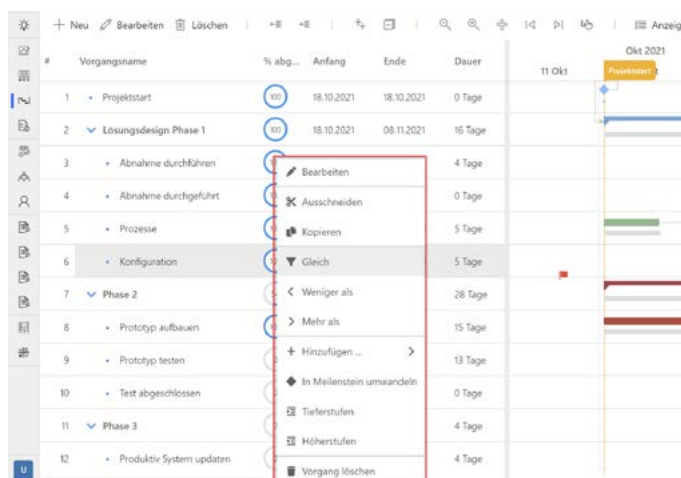 + Neu Bearbeiten Löschen Anzeig
# Vorgangsname % abg... Anfang Ende Dauer
Okt 2021
11 Okt
Projektstart
1 Projektstart 100 18.10.2021 18.10.2021 0 Tage
2 Lösungsdesign Phase 1 100 18.10.2021 08.11.2021 16 Tage
3 Abnahme durchführen 4 Tage
Bearbeiten
4 Abnahme durchgeführt 0 Tage
Ausschneiden
5 Prozesse 5 Tage
Kopieren
6 Konfiguration 5 Tage
Gleich
7 Phase 2 28 Tage
Weniger als
8 Prototyp aufbauen 15 Tage
Mehr als
9 Prototyp testen 13 Tage
Hinzufügen ...
10 Test abgeschlossen 0 Tage
In Meilenstein umwandeln
11 Phase 3 4 Tage
Tieferstufen
Höherstufen
12 Produktiv System updaten 4 Tage
Vorgang löschen
U